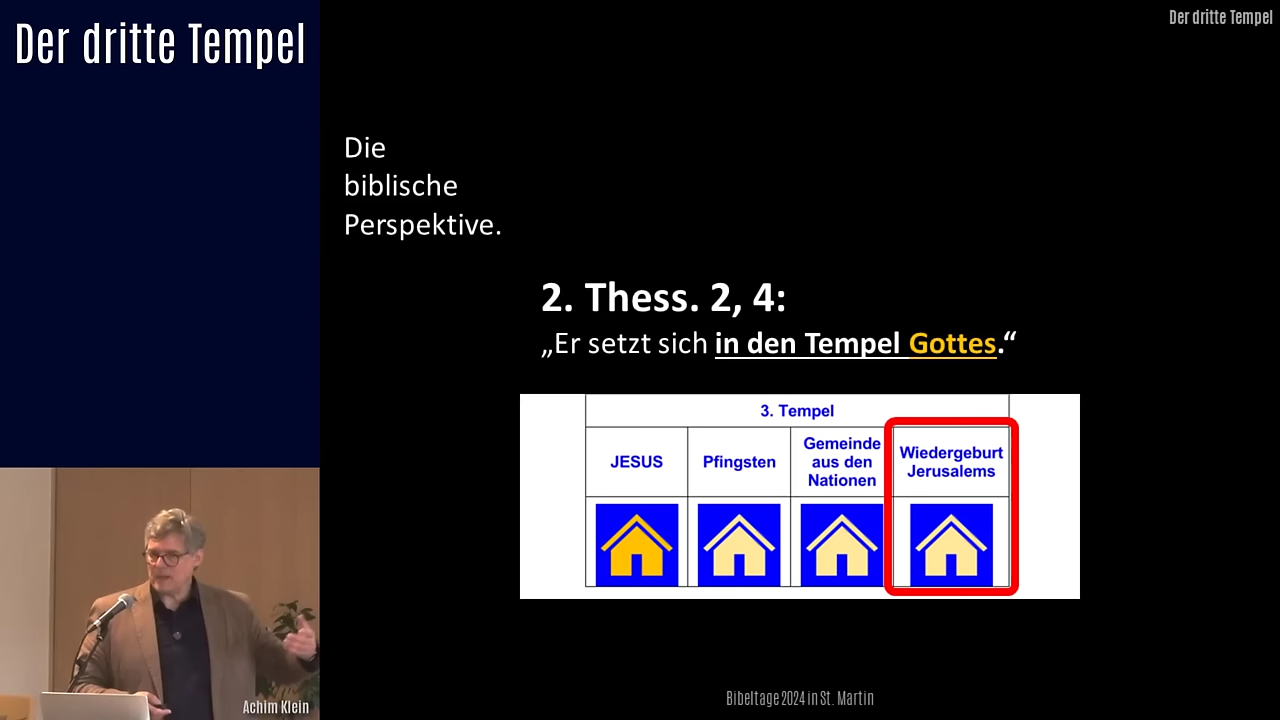 Der dritte Tempel
Der dritte Tempel
Die
biblische
Perspektive.
2. Thess. 2, 4:
„Er setzt sich in den Tempel Gottes.“
3. Tempel
JESUS
Pfingsten
Gemeinde
aus den
Nationen
Wiedergeburt
Jerusalems
Achim Klein
Bibeltage 2024 in St. Martin